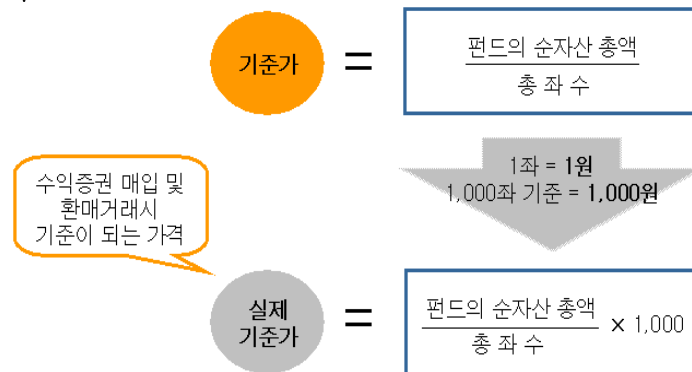 기준가 = 펀드의 순자산 총액
총 좌 수
1좌 = 1원
1,000좌 기준 = 1,000원
수익증권 매입 및
환매거래시
기준이 되는 가격
실제
기준가 = 펀드의 순자산 총액
총 좌 수
× 1,000